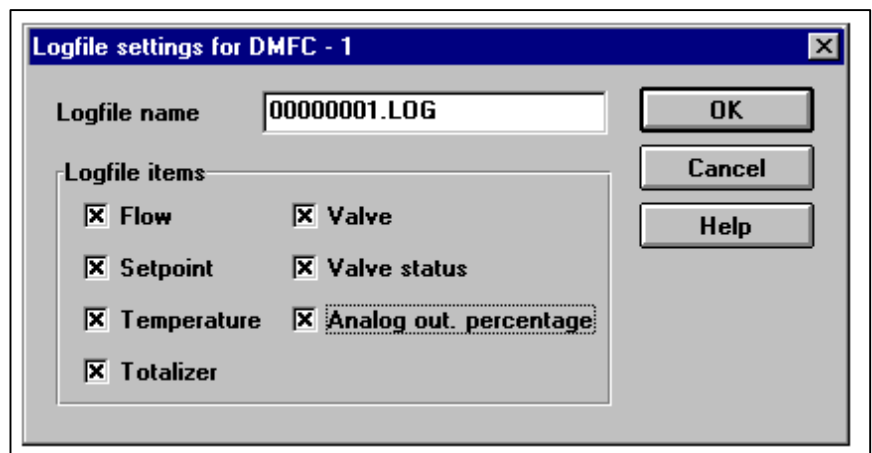 Logfile settings for DMFC - 1
Logfile name 00000001.LOG OK
Logfile items Cancel
Flow Valve Help
Setpoint Valve status
Temperature Analog out. percentage
Totalizer